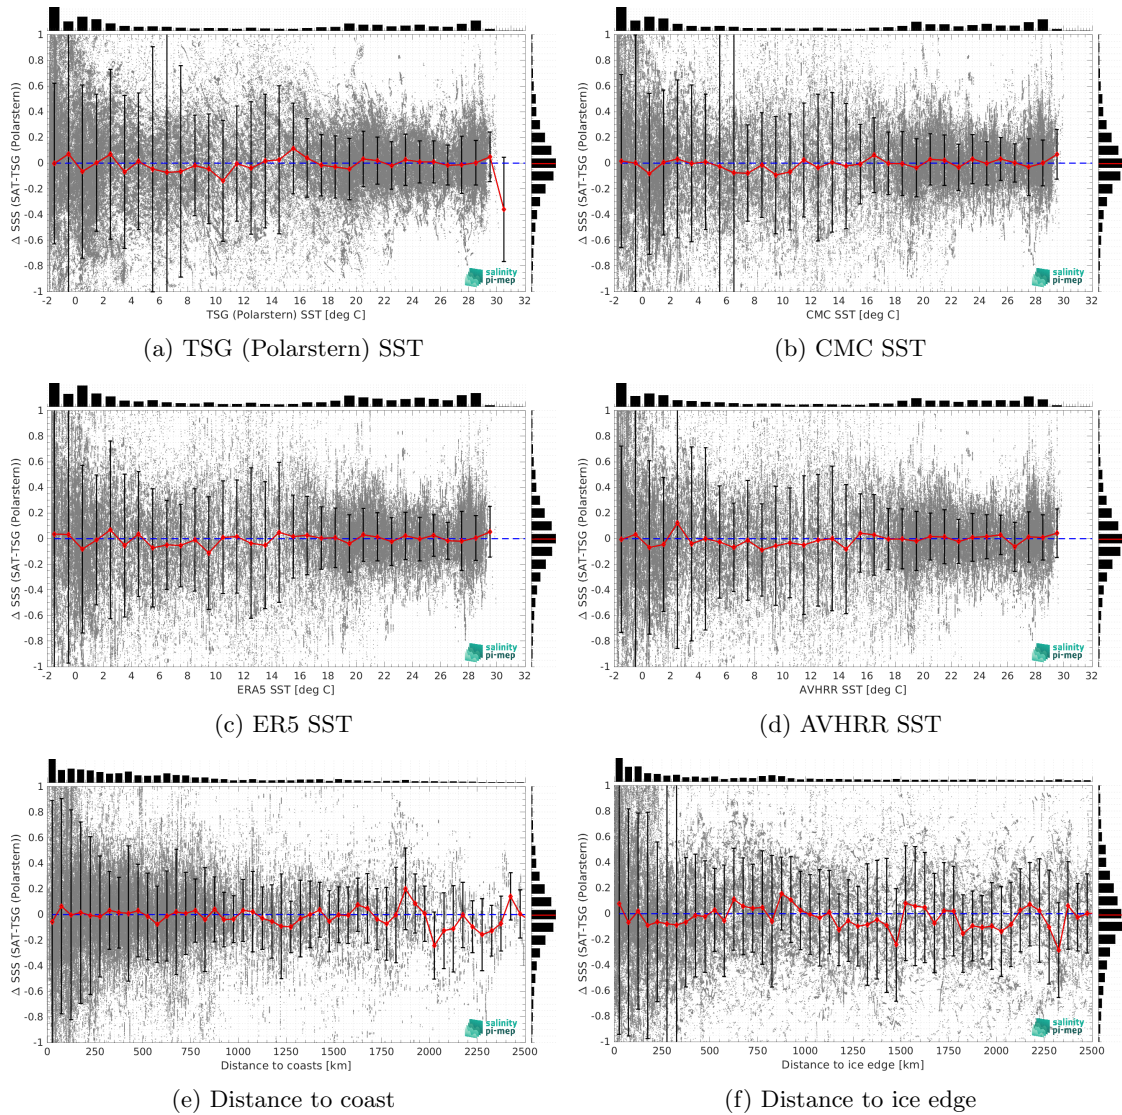 1
0.8
0.6
0.4
0.2
0
-0.2
-0.4
-0.6
-0.8
-1
Δ SSS (SAT-TSG (Polarstern))
salinity
pi-mep
-2 0 2 4 6 8 10 12 14 16 18 20 22 24 26 28 30 32
TSG (Polarstern) SST [deg C]
(a) TSG (Polarstern) SST
1
0.8
0.6
0.4
0.2
0
-0.2
-0.4
-0.6
-0.8
-1
Δ SSS (SAT-TSG (Polarstern))
salinity
pi-mep
-2 0 2 4 6 8 10 12 14 16 18 20 22 24 26 28 30 32
CMC SST [deg C]
(b) CMC SST
1
0.8
0.6
0.4
0.2
0
-0.2
-0.4
-0.6
-0.8
-1
Δ SSS (SAT-TSG (Polarstern))
salinity
pi-mep
-2 0 2 4 6 8 10 12 14 16 18 20 22 24 26 28 30 32
ERA5 SST [deg C]
(c) ER5 SST
1
0.8
0.6
0.4
0.2
0
-0.2
-0.4
-0.6
-0.8
-1
Δ SSS (SAT-TSG (Polarstern))
salinity
pi-mep
-2 0 2 4 6 8 10 12 14 16 18 20 22 24 26 28 30 32
AVHRR SST [deg C]
(d) AVHRR SST
1
0.8
0.6
0.4
0.2
0
-0.2
-0.4
-0.6
-0.8
-1
Δ SSS (SAT-TSG (Polarstern))
salinity
pi-mep
0 250 500 750 1000 1250 1500 1750 2000 2250 2500
Distance to coasts [km]
(e) Distance to coast
1
0.8
0.6
0.4
0.2
0
-0.2
-0.4
-0.6
-0.8
-1
Δ SSS (SAT-TSG (Polarstern))
salinity
pi-mep
0 250 500 750 1000 1250 1500 1750 2000 2250 2500
Distance to ice edge [km]
(f) Distance to ice edge